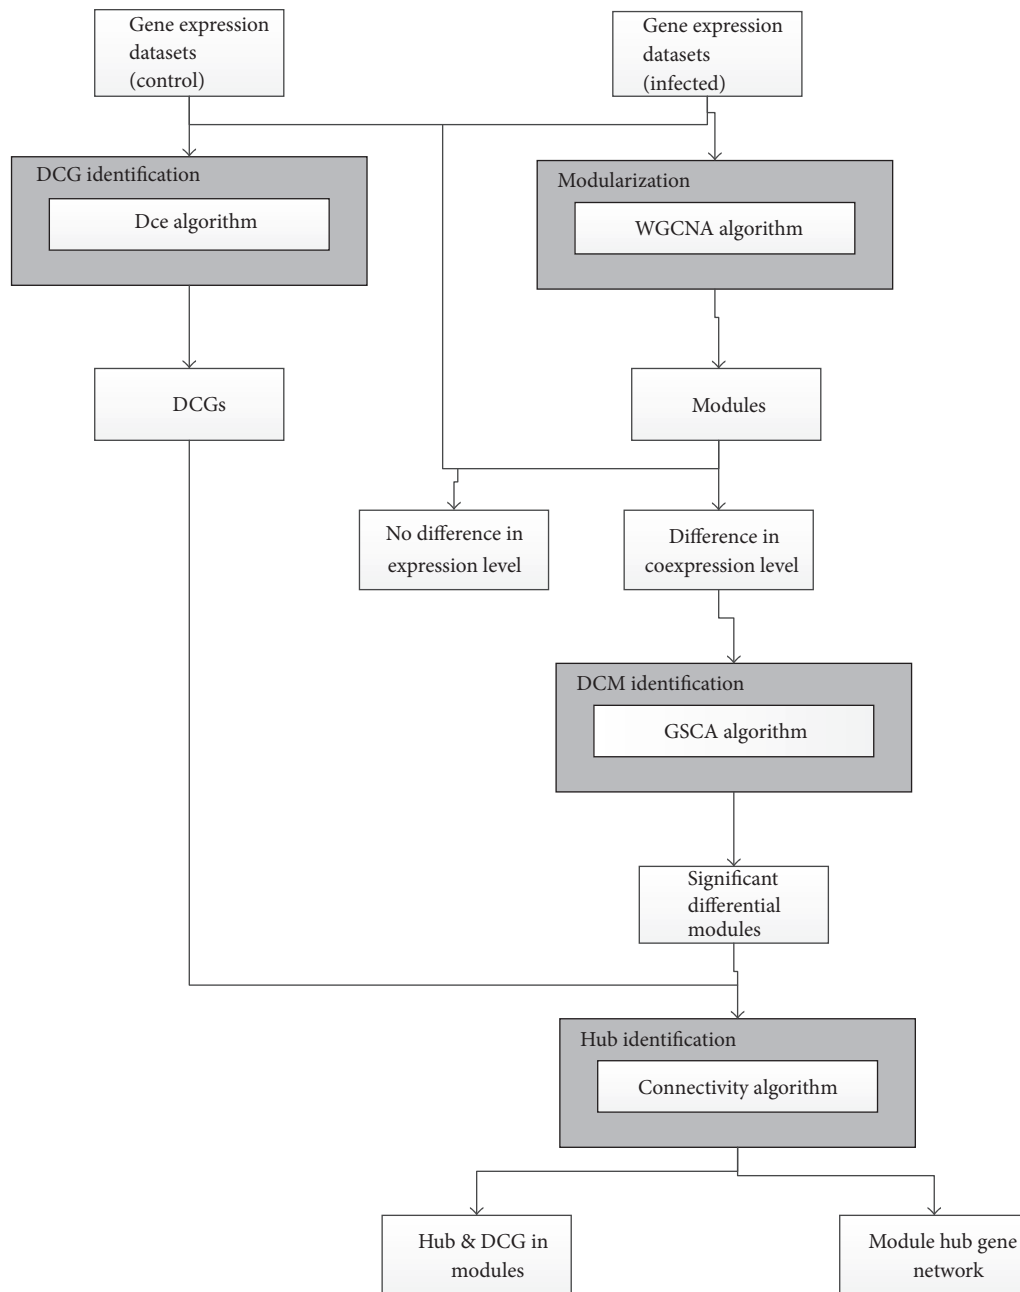 Gene expression
datasets
(control)
Gene expression
datasets
(infected)
DCG identification
Dce algorithm
Modularization
WGCNA algorithm
DCGs
Modules
No difference in
expression level
Difference in
coexpression level
DCM identification
GSCA algorithm
Significant
differential
modules
Hub identification
Connectivity algorithm
Hub & DCG in
modules
Module hub gene
network